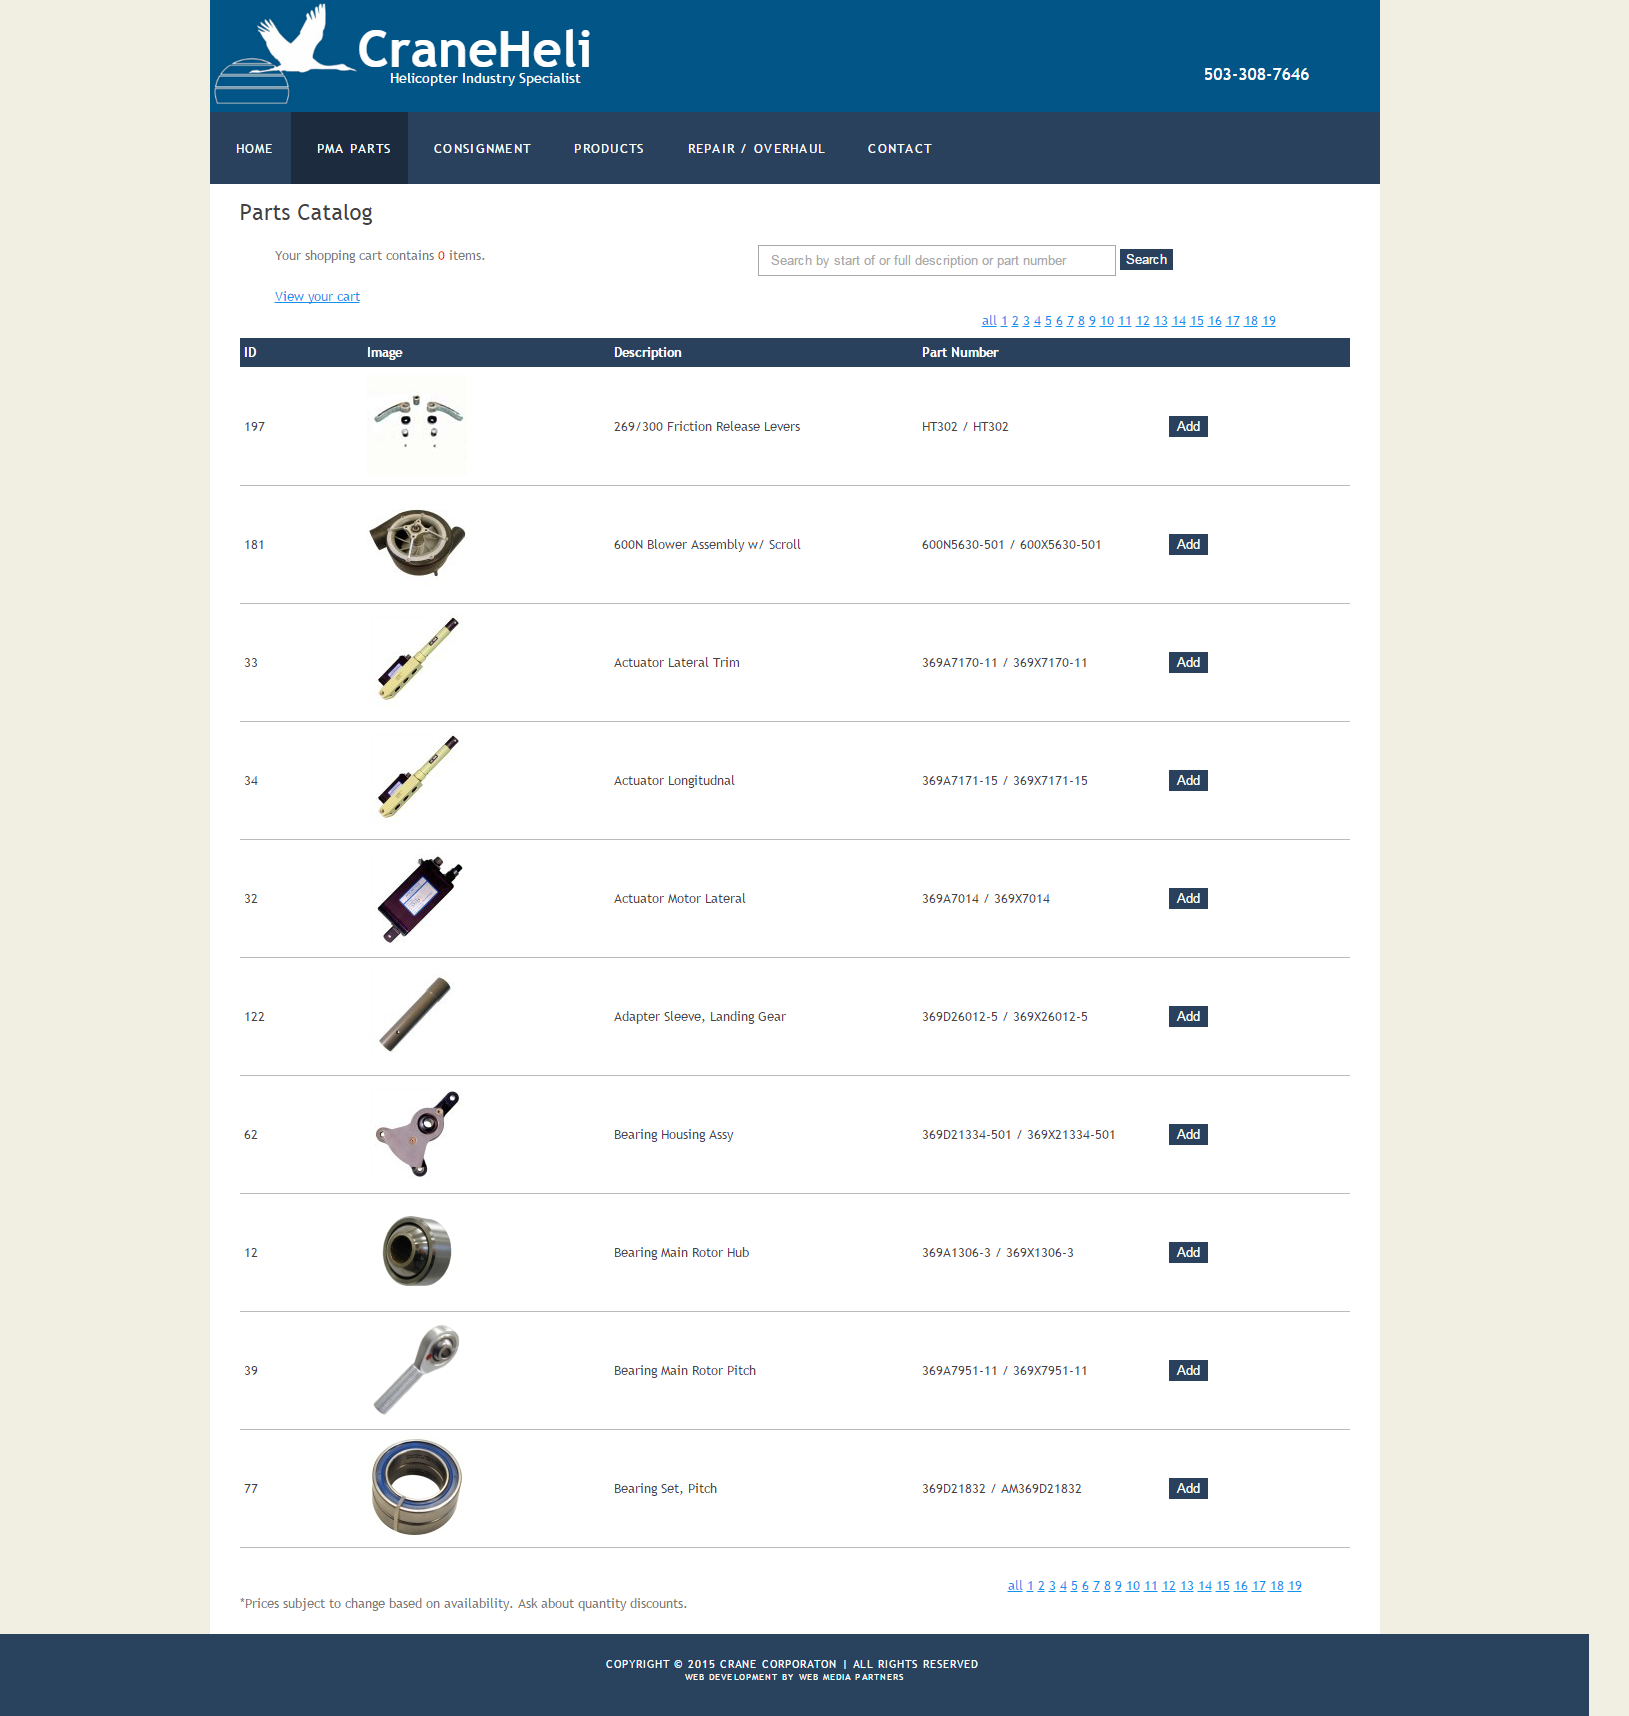 CraneHeli
Helicopter Industry Specialist
503-308-7646
HOME PMA PARTS CONSIGNMENT PRODUCTS REPAIR / OVERHAUL CONTACT
Parts Catalog
Your shopping cart contains 0 items.
Search by start of or full description or part number Search
View your cart
all 1 2 3 4 5 6 7 8 9 10 11 12 13 14 15 16 17 18 19
ID Image Description Part Number
197 269/300 Friction Release Levers HT302 / HT302 Add
181 600N Blower Assembly w/ Scroll 600N5630-501 / 600X5630-501 Add
33 Actuator Lateral Trim 369A7170-11 / 369X7170-11 Add
34 Actuator Longitudnal 369A7171-15 / 369X7171-15 Add
32 Actuator Motor Lateral 369A7014 / 369X7014 Add
122 Adapter Sleeve, Landing Gear 369D26012-5 / 369X26012-5 Add
62 Bearing Housing Assy 369D21334-501 / 369X21334-501 Add
12 Bearing Main Rotor Hub 369A1306-3 / 369X1306-3 Add
39 Bearing Main Rotor Pitch 369A7951-11 / 369X7951-11 Add
77 Bearing Set, Pitch 369D21832 / AM369D21832 Add
all 1 2 3 4 5 6 7 8 9 10 11 12 13 14 15 16 17 18 19
*Prices subject to change based on availability. Ask about quantity discounts.
COPYRIGHT © 2015 CRANE CORPORATON | ALL RIGHTS RESERVED
WEB DEVELOPMENT BY WEB MEDIA PARTNERS